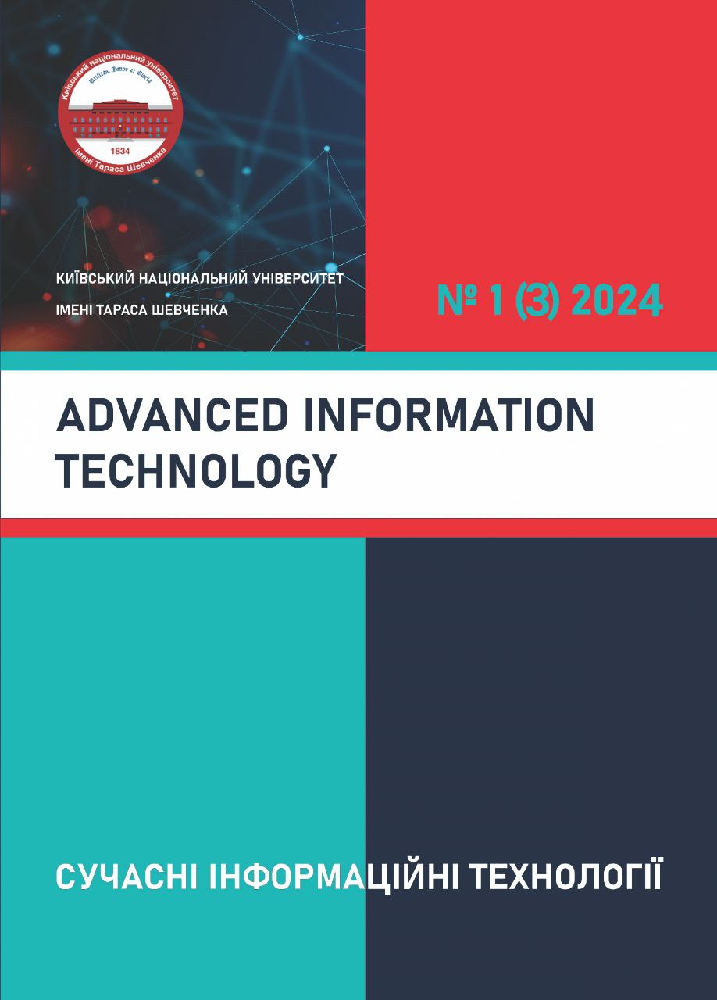 Київський національний університет
Utilitas, Honor et Gloria
1834
імені Тараса Шевченка
КИЇВСЬКИЙ НАЦІОНАЛЬНИЙ УНІВЕРСИТЕТ
ІМЕНІ ТАРАСА ШЕВЧЕНКА
№ 1 (3) 2024
ADVANCED INFORMATION
TECHNOLOGY
СУЧАСНІ ІНФОРМАЦІЙНІ ТЕХНОЛОГІЇ